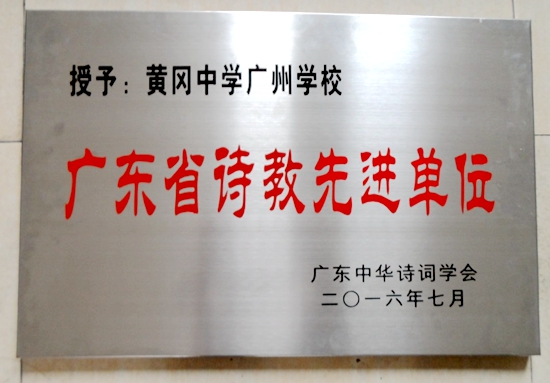 授予：黄冈中学广州学校
广东省诗教先进单位
广东中华诗词学会
二〇一六年七月